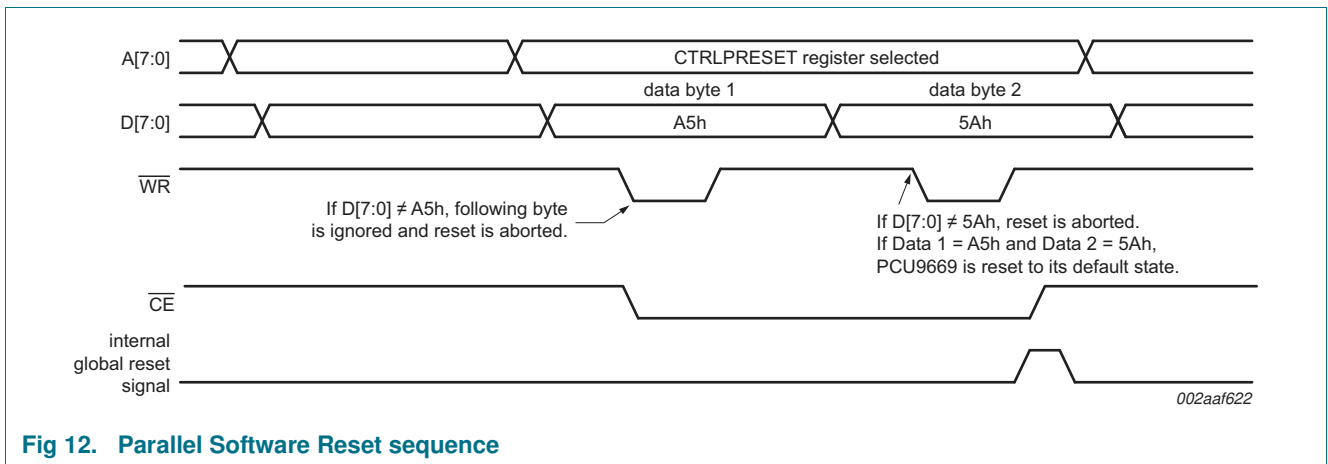 A[7:0]
CTRLPRESET register selected
data byte 1
data byte 2
D[7:0]
A5h
5Ah
WR
If D[7:0] ≠ A5h, following byte
is ignored and reset is aborted.
If D[7:0] ≠ 5Ah, reset is aborted.
If Data 1 = A5h and Data 2 = 5Ah,
PCU9669 is reset to its default state.
CE
internal
global reset
signal
002aaf622
Fig 12. Parallel Software Reset sequence